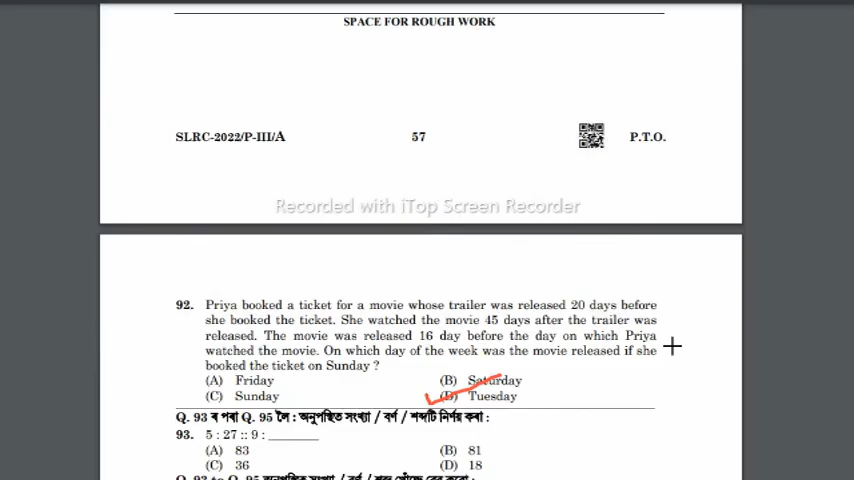 SPACE FOR ROUGH WORK
SLRC-2022/P-III/A 57 P.T.O.
Recorded with iTop Screen Recorder
92. Priya booked a ticket for a movie whose trailer was released 20 days before
she booked the ticket. She watched the movie 45 days after the trailer was
released. The movie was released 16 day before the day on which Priya
watched the movie. On which day of the week was the movie released if she
booked the ticket on Sunday ?
(A) Friday (B) Saturday
(C) Sunday (D) Tuesday
Q. 93 ৰ পৰা Q. 95 লৈ : অনুপস্থিত সংখ্যা / বৰ্ণ / শব্দটি নিৰ্ণয় কৰা :
93. 5 : 27 :: 9 : ________
(A) 83 (B) 81
(C) 36 (D) 18